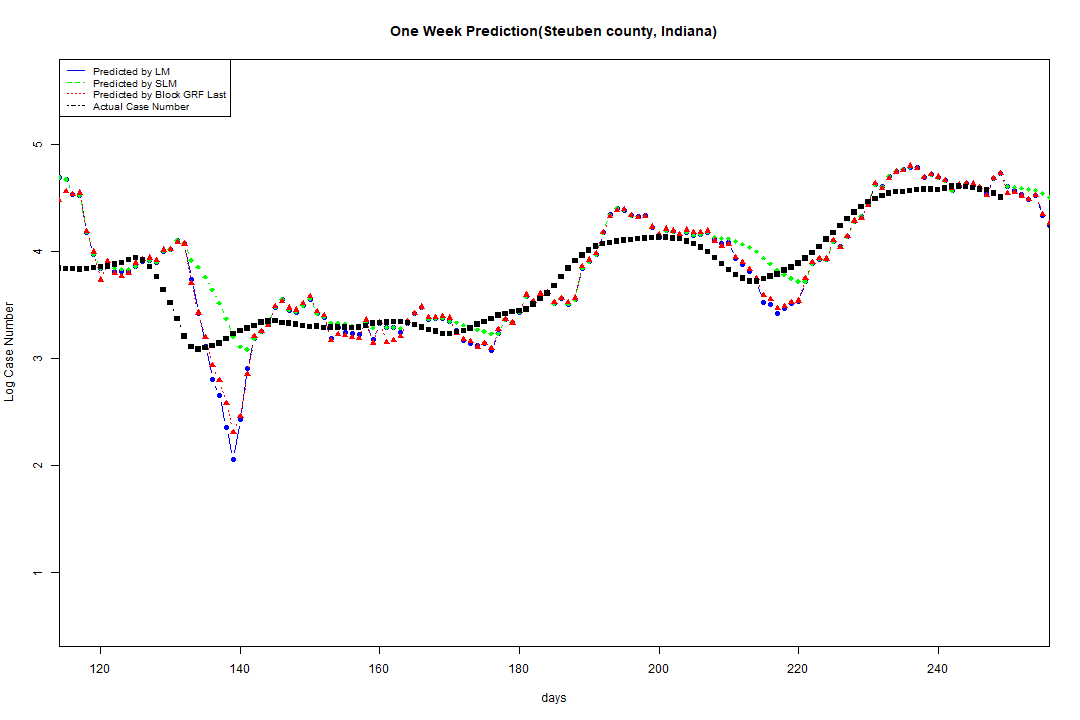 One Week Prediction(Steuben county, Indiana)
Predicted by LM
Predicted by SLM
Predicted by Block GRF Last
Actual Case Number
Log Case Number
5
4
3
2
1
120 140 160 180 200 220 240
days